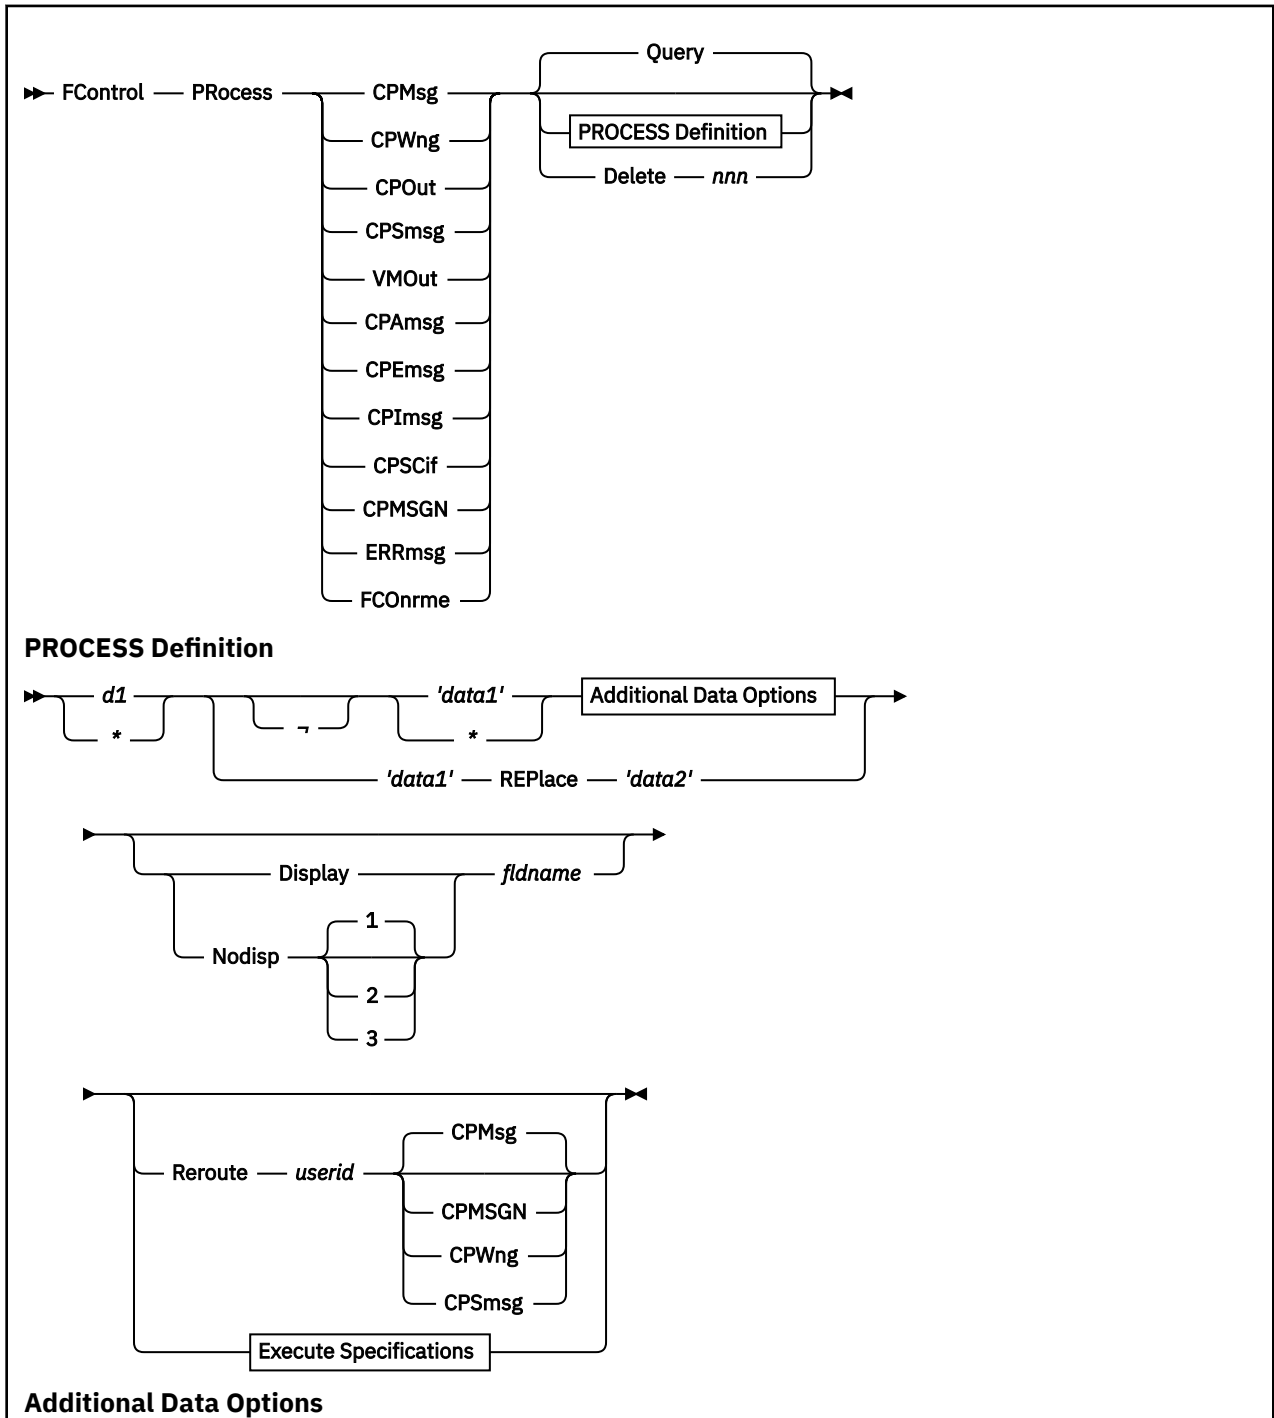 Query
FControl PRocess CPMsg
CPWng PROCESS Definition
CPOut Delete nnn
CPSmsg
VMOut
CPAmsg
CPEmsg
CPImsg
CPSCif
CPMSGN
ERRmsg
FCOnrme
PROCESS Definition
d1 'data1' Additional Data Options
* ¬ *
'data1' REPlace 'data2'
Display fldname
1
Nodisp
2
3
CPMsg
Reroute userid
CPMSGN
CPWng
CPSmsg
Execute Specifications
Additional Data Options